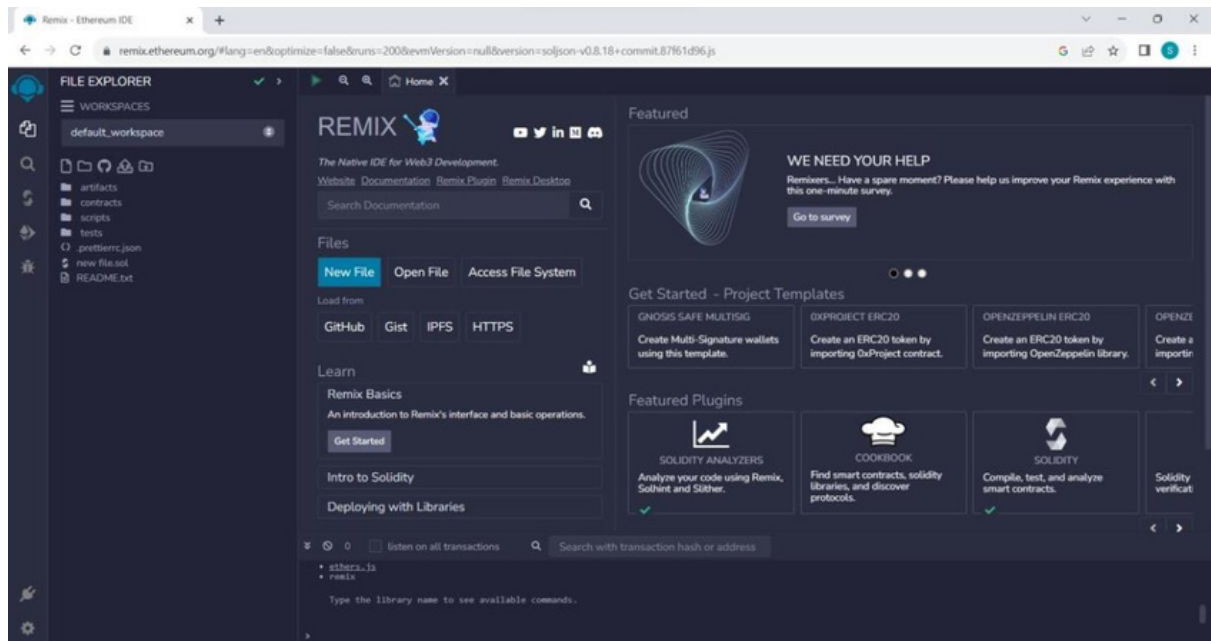 Remix - Ethereum IDE
remix.ethereum.org/#lang=en&optimize=false&runs=200&evmVersion=null&version=soljson-v0.8.18+commit.87f61d96.js
G
S
FILE EXPLORER
WORKSPACES
default_workspace
artifacts
contracts
scripts
tests
.prettierrc.json
new file.sol
README.txt
Home
REMIX
The Native IDE for Web3 Development.
Website Documentation Remix Plugin Remix Desktop
Search Documentation
Files
New File Open File Access File System
Load from
GitHub Gist IPFS HTTPS
Learn
Remix Basics
An introduction to Remix's interface and basic operations.
Get Started
Intro to Solidity
Deploying with Libraries
Featured
WE NEED YOUR HELP
Remixers... Have a spare moment? Please help us improve your Remix experience with
this one-minute survey.
Go to survey
Get Started - Project Templates
GNOSIS SAFE MULTISIG
Create Multi-Signature wallets
using this template.
0XPROJECT ERC20
Create an ERC20 token by
importing 0xProject contract.
OPENZEPPELIN ERC20
Create an ERC20 token by
importing OpenZeppelin library.
OPENZE
Create a
importin
Featured Plugins
SOLIDITY ANALYZERS
Analyze your code using Remix,
Solhint and Slither.
COOKBOOK
Find smart contracts, solidity
libraries, and discover
protocols.
SOLIDITY
Compile, test, and analyze
smart contracts.
Solidity
verificati
0 listen on all transactions Search with transaction hash or address
ethers.js
remix
Type the library name to see available commands.
>